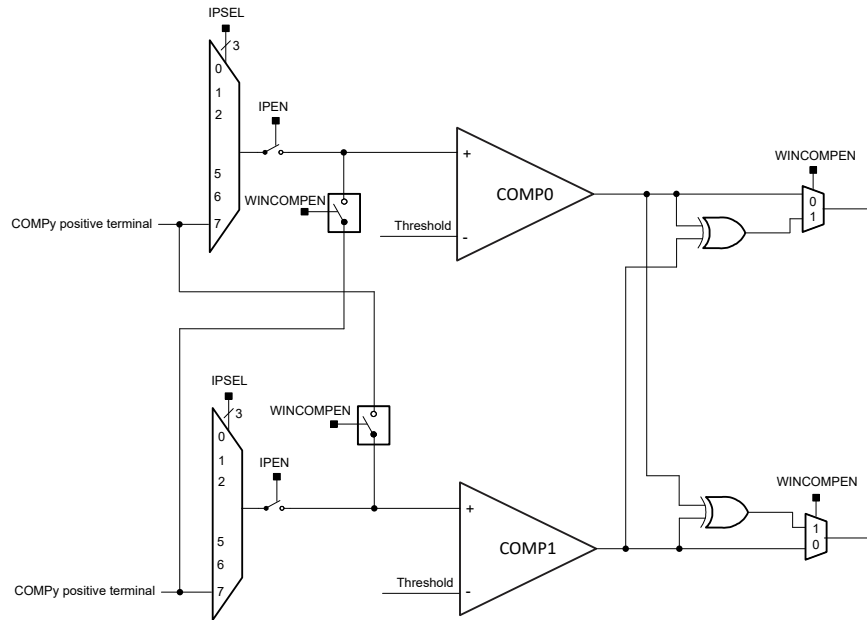 IPSEL
3
0
1
2
5
6
7
IPEN
COMPy positive terminal
WINCOMPEN
+
COMP0
Threshold
-
WINCOMPEN
0
1
IPSEL
3
0
1
2
5
6
7
IPEN
WINCOMPEN
COMPy positive terminal
+
COMP1
Threshold
-
WINCOMPEN
1
0